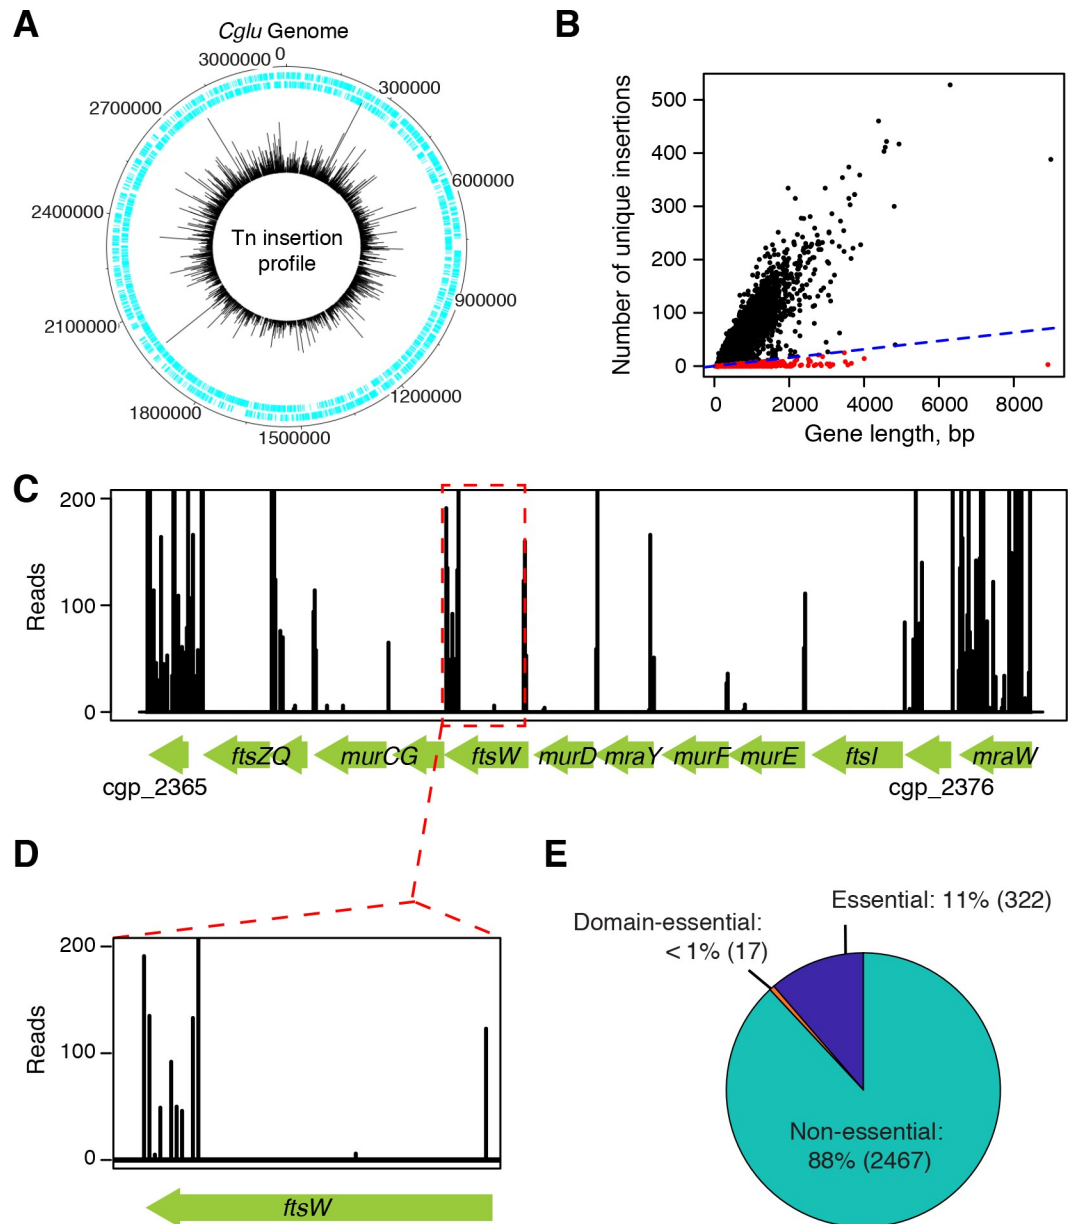 A
Cglu Genome
0
300000
600000
900000
1200000
1500000
1800000
2100000
2400000
2700000
3000000
Tn insertion
profile
B
Number of unique insertions
500
400
300
200
100
0
0 2000 4000 6000 8000
Gene length, bp
C
Reads
200
100
0
ftsZQ murCG ftsW murD mraY murF murE ftsI mraW
cgp_2365 cgp_2376
D
Reads
200
100
0
ftsW
E
Essential: 11% (322)
Domain-essential:
< 1% (17)
Non-essential:
88% (2467)